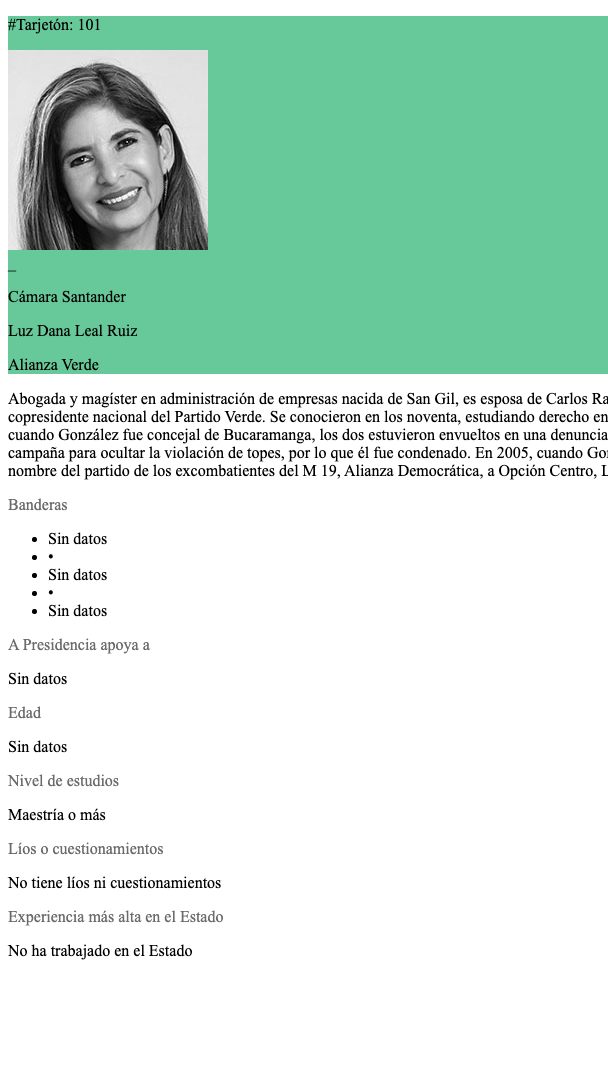 #Tarjetón: 101
_
Cámara Santander
Luz Dana Leal Ruiz
Alianza Verde
Abogada y magíster en administración de empresas nacida de San Gil, es esposa de Carlos Ra
copresidente nacional del Partido Verde. Se conocieron en los noventa, estudiando derecho en
cuando González fue concejal de Bucaramanga, los dos estuvieron envueltos en una denuncia
campaña para ocultar la violación de topes, por lo que él fue condenado. En 2005, cuando Go
nombre del partido de los excombatientes del M 19, Alianza Democrática, a Opción Centro, L
Banderas
• Sin datos
• •
• Sin datos
• •
• Sin datos
A Presidencia apoya a
Sin datos
Edad
Sin datos
Nivel de estudios
Maestría o más
Líos o cuestionamientos
No tiene líos ni cuestionamientos
Experiencia más alta en el Estado
No ha trabajado en el Estado